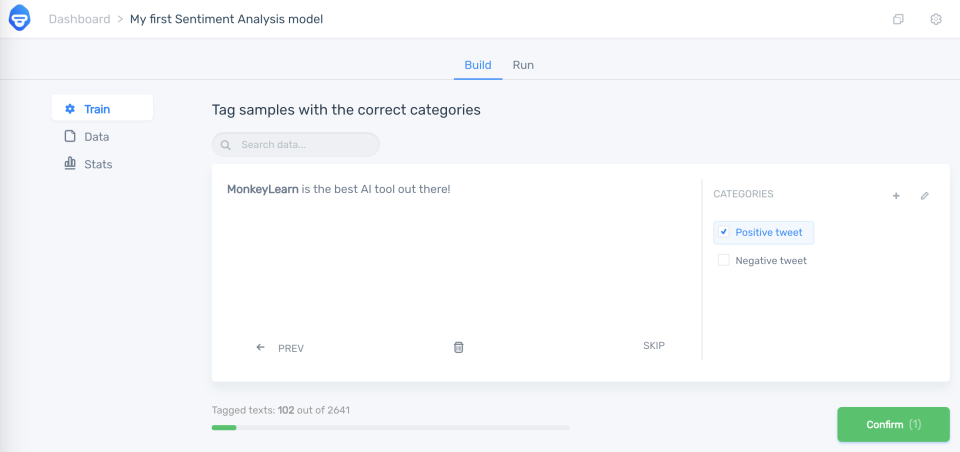 Dashboard > My first Sentiment Analysis model
Build Run
Train
Data
Stats
Tag samples with the correct categories
Search data...
MonkeyLearn is the best AI tool out there!
CATEGORIES +
Positive tweet
Negative tweet
← PREV
SKIP
Tagged texts: 102 out of 2641
Confirm (1)